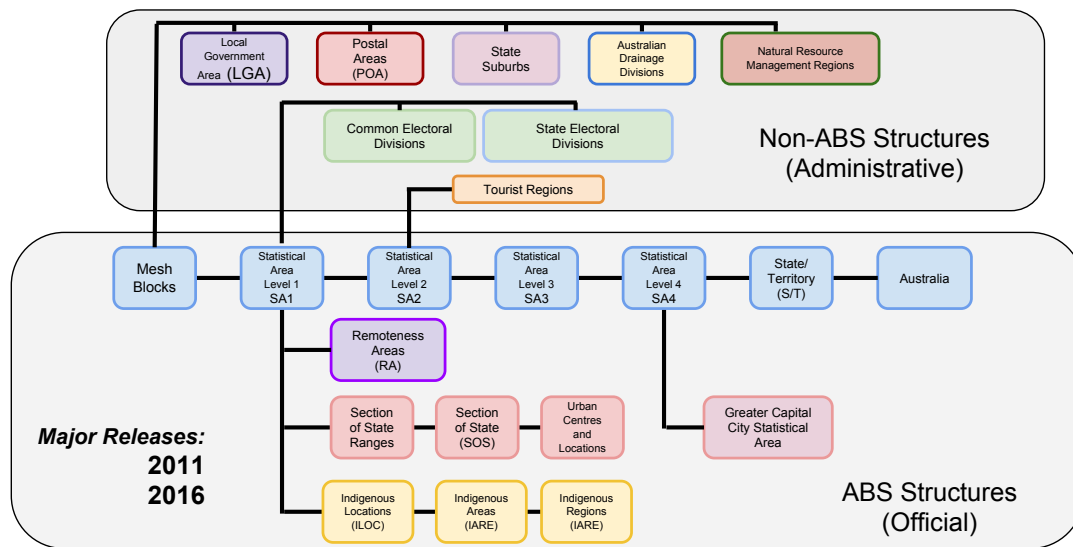 Local
Government
Area (LGA)
Postal
Areas
(POA)
State
Suburbs
Australian
Drainage
Divisions
Natural Resource
Management Regions
Common Electoral
Divisions
State Electoral
Divisions
Non-ABS Structures
(Administrative)
Tourist Regions
Mesh
Blocks
Statistical
Area
Level 1
SA1
Statistical
Area
Level 2
SA2
Statistical
Area
Level 3
SA3
Statistical
Area
Level 4
SA4
State/
Territory
(S/T)
Australia
Remoteness
Areas
(RA)
Section
of State
Ranges
Section
of State
(SOS)
Urban
Centres
and
Locations
Greater Capital
City Statistical
Area
Major Releases:
2011
2016
Indigenous
Locations
(ILOC)
Indigenous
Areas
(IARE)
Indigenous
Regions
(IARE)
ABS Structures
(Official)